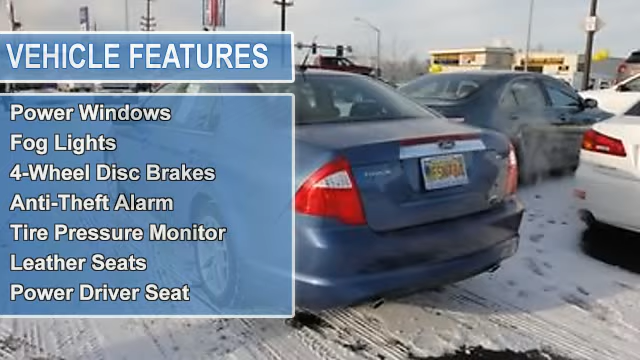 VEHICLE FEATURES
Power Windows
Fog Lights
4-Wheel Disc Brakes
Anti-Theft Alarm
Tire Pressure Monitor
Leather Seats
Power Driver Seat